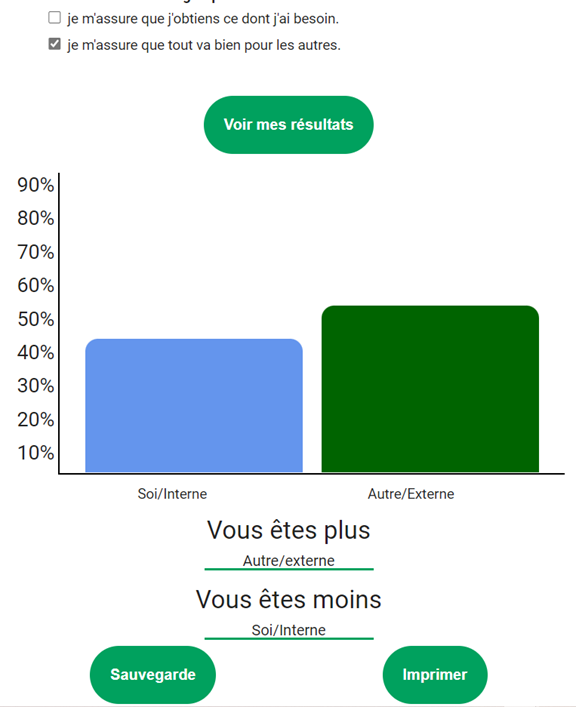 je m'assure que j'obtiens ce dont j'ai besoin.
je m'assure que tout va bien pour les autres.
Voir mes résultats
90%
80%
70%
60%
50%
40%
30%
20%
10%
Soi/Interne
Autre/Externe
Vous êtes plus
Autre/externe
Vous êtes moins
Soi/Interne
Sauvegarde
Imprimer